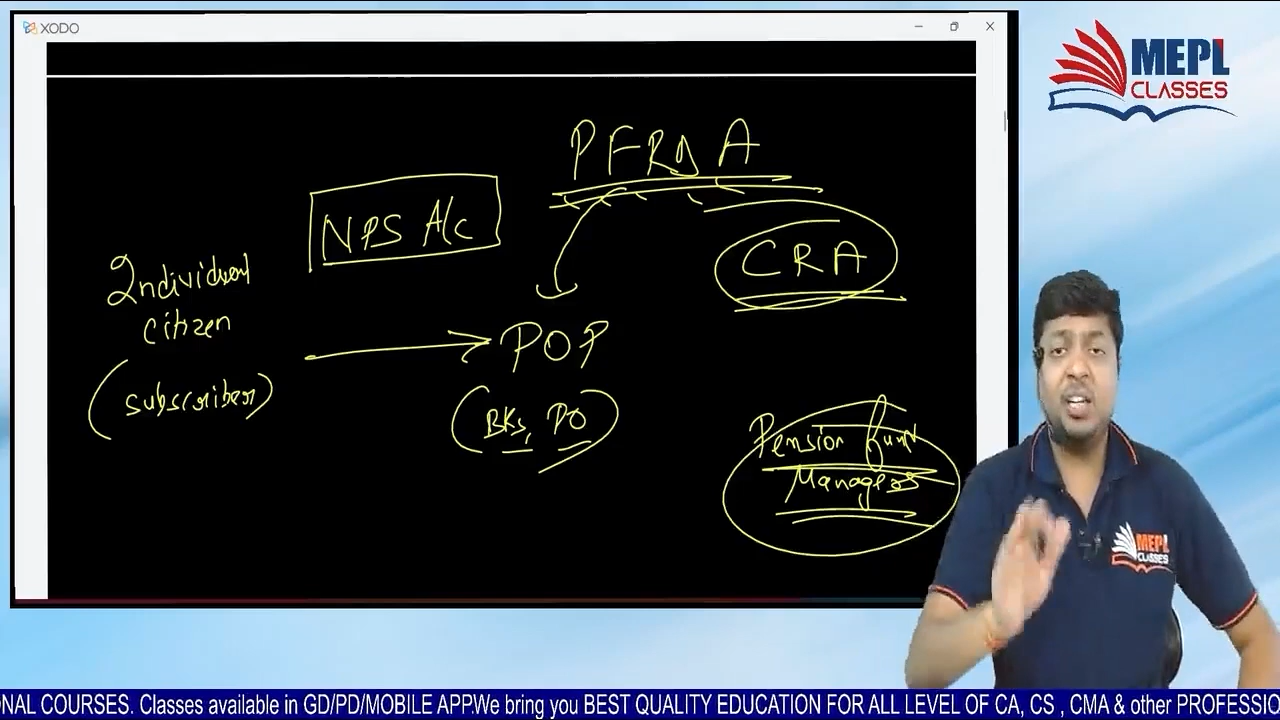 XODO
MEPL
CLASSES
PFRDA
NPS A/c
CRA
Individual
citizen
(subscriber)
POP
(BKs, PO)
Pension fund
Managers
MEPL
CLASSES
NAL COURSES. Classes available in GD/PD/MOBILE APP.We bring you BEST QUALITY EDUCATION FOR ALL LEVEL OF CA, CS , CMA & other PROFESSIO